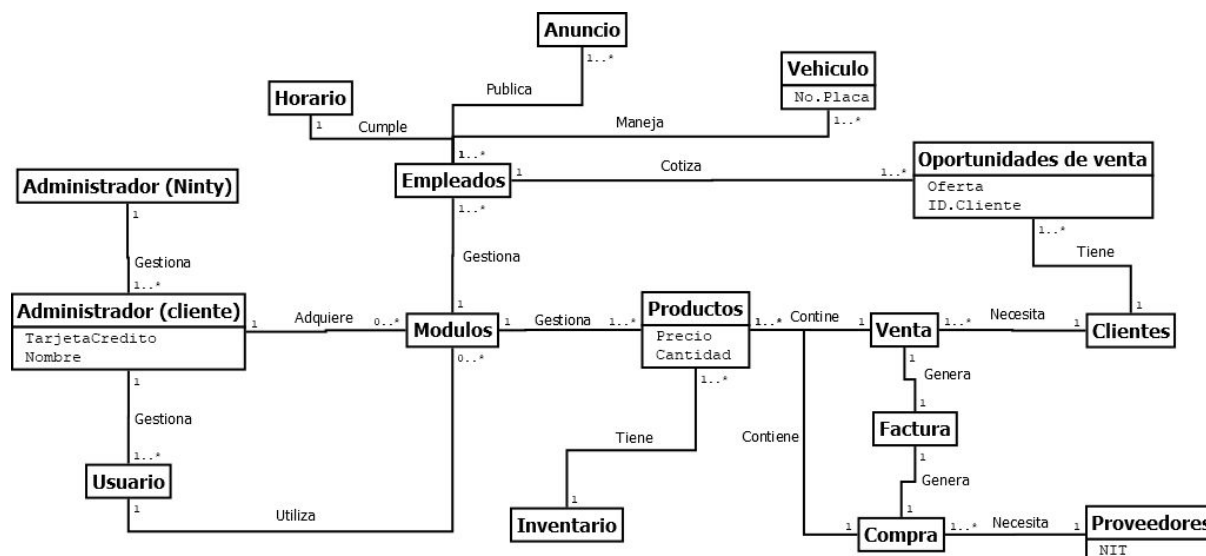 Anuncio
1..*
Vehiculo
No.Placa
1..*
Publica
Horario
1
Cumple
Maneja
1..*
Empleados
1
Cotiza
1..*
Oportunidades de venta
Oferta
ID.Cliente
1..*
1..*
Administrador (Ninty)
1
Gestiona
1..*
Gestiona
1
Tiene
1
Administrador (cliente)
TarjetaCredito
Nombre
1
Adquiere
0..*
Modulos
1
Gestiona
1..*
Productos
Precio
Cantidad
1..*
Contine
1
Venta
1..*
Necesita
1
Clientes
0..*
1..*
1
Genera
1
1
Gestiona
1..*
Factura
1
Genera
1
Contiene
Tiene
1
Usuario
1
Utiliza
Inventario
1
Compra
1..*
Necesita
1
Proveedores
NIT